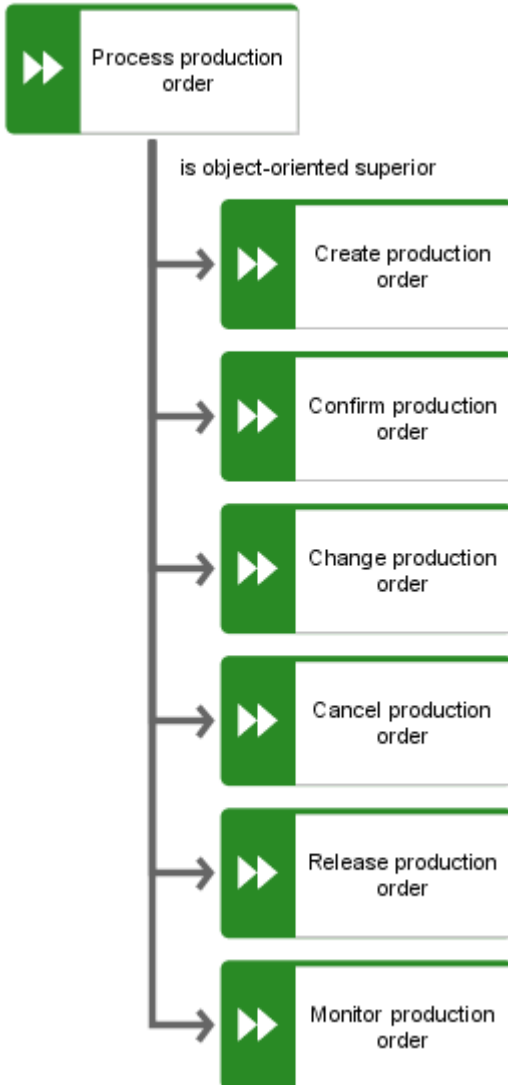 Process production
order
is object-oriented superior
Create production
order
Confirm production
order
Change production
order
Cancel production
order
Release production
order
Monitor production
order